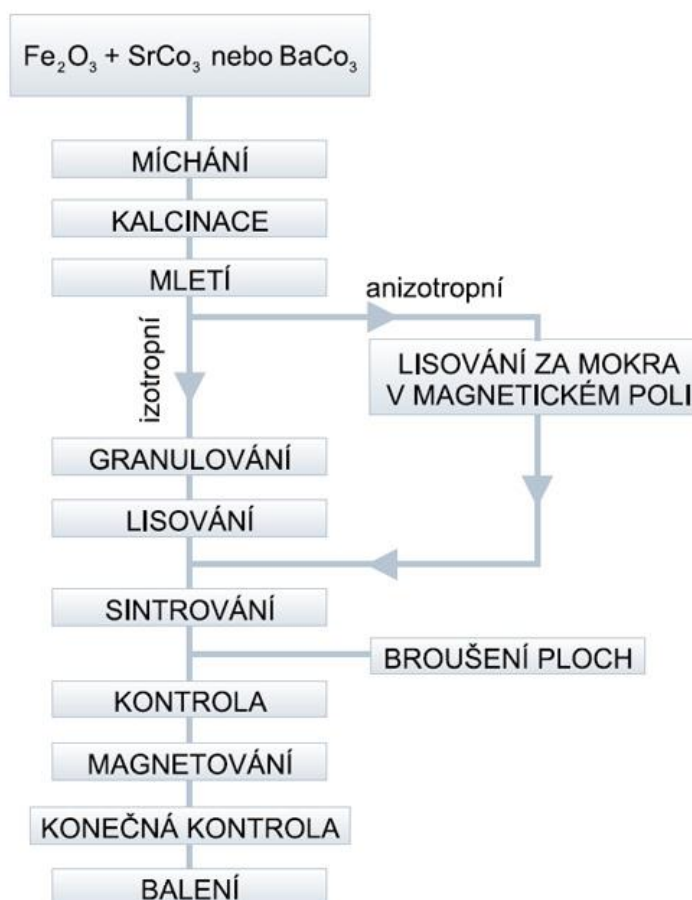 Fe₂O₃ + SrCo₃ nebo BaCo₃
MÍCHÁNÍ
KALCINACE
MLETÍ
anizotropní
izotropní
LISOVÁNÍ ZA MOKRA
V MAGNETICKÉM POLI
GRANULOVÁNÍ
LISOVÁNÍ
SINTROVÁNÍ
BROUŠENÍ PLOCH
KONTROLA
MAGNETOVÁNÍ
KONEČNÁ KONTROLA
BALENÍ